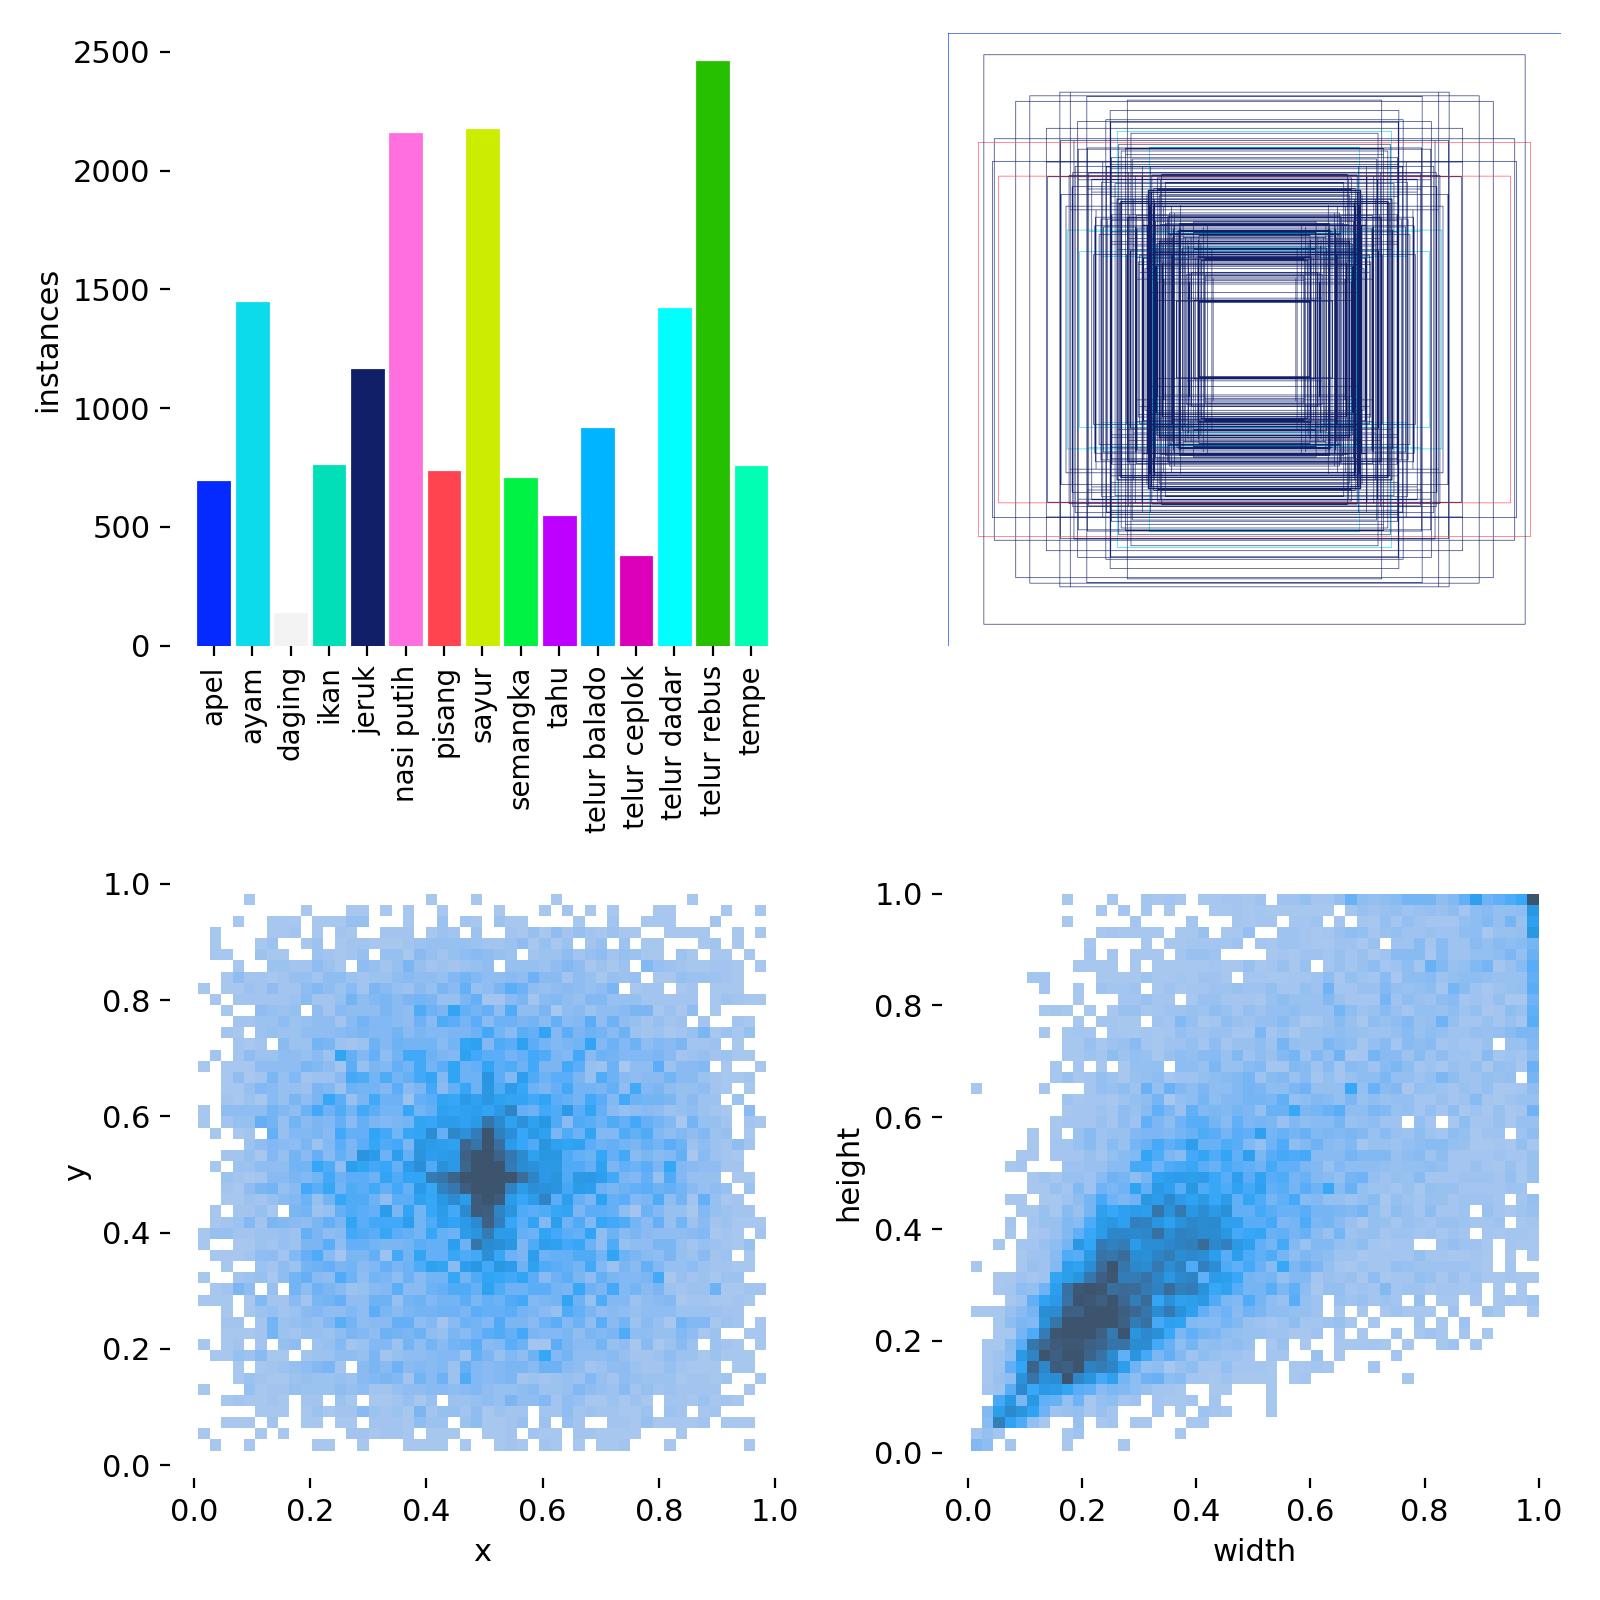 2500
2000
1500
1000
500
0
instances
apel
ayam
daging
ikan
jeruk
nasi putih
pisang
sayur
semangka
tahu
telur balado
telur ceplok
telur dadar
telur rebus
tempe
1.0
0.8
0.6
0.4
0.2
0.0
y
0.0 0.2 0.4 0.6 0.8 1.0
x
1.0
0.8
0.6
0.4
0.2
0.0
height
0.0 0.2 0.4 0.6 0.8 1.0
width